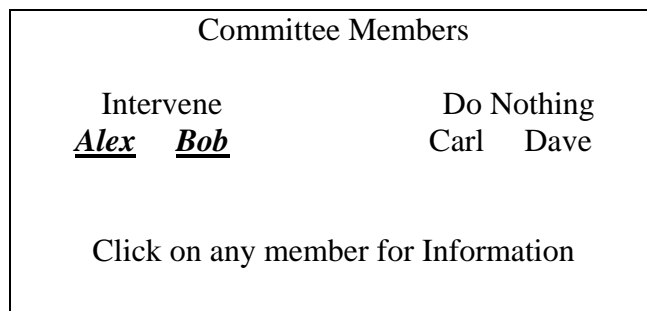 Committee Members
Intervene Do Nothing
Alex Bob Carl Dave
Click on any member for Information